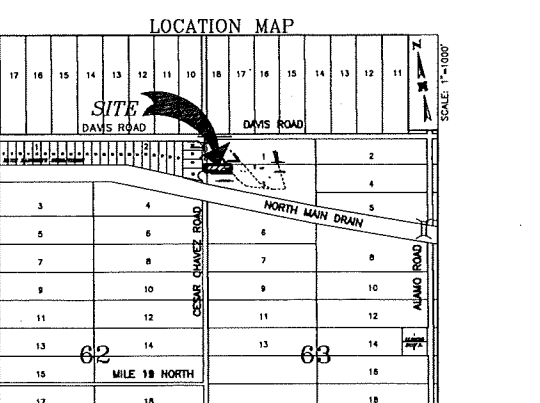 LOCATION MAP
17 16 15 14 13 12 11 10 18 17 16 15 14 13 12 11
SCALE: 1"=1000'
SITE
DAVIS ROAD DAVIS ROAD
1 2 1 2
3 4
3 4 5
NORTH MAIN DRAIN
CESAR CHAVEZ ROAD
ALAMO ROAD
5 6 6
7 8 7 8
9 10 9 10
11 12 11 12
13 14 13 14
62 63
15 MILE 19 NORTH 16
17 18 18